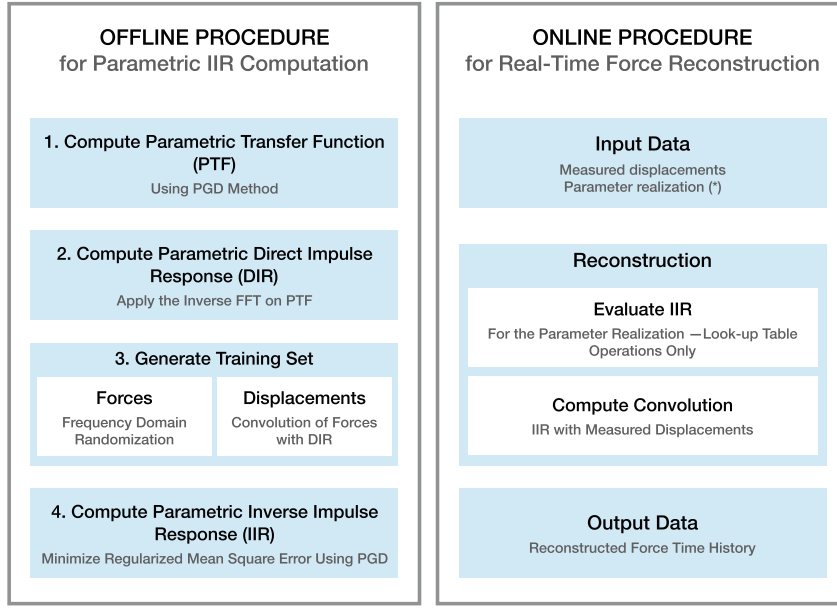 OFFLINE PROCEDURE
for Parametric IIR Computation
1. Compute Parametric Transfer Function
(PTF)
Using PGD Method
2. Compute Parametric Direct Impulse
Response (DIR)
Apply the Inverse FFT on PTF
3. Generate Training Set
Forces
Frequency Domain
Randomization
Displacements
Convolution of Forces
with DIR
4. Compute Parametric Inverse Impulse
Response (IIR)
Minimize Regularized Mean Square Error Using PGD
ONLINE PROCEDURE
for Real-Time Force Reconstruction
Input Data
Measured displacements
Parameter realization (*)
Reconstruction
Evaluate IIR
For the Parameter Realization —Look-up Table
Operations Only
Compute Convolution
IIR with Measured Displacements
Output Data
Reconstructed Force Time History